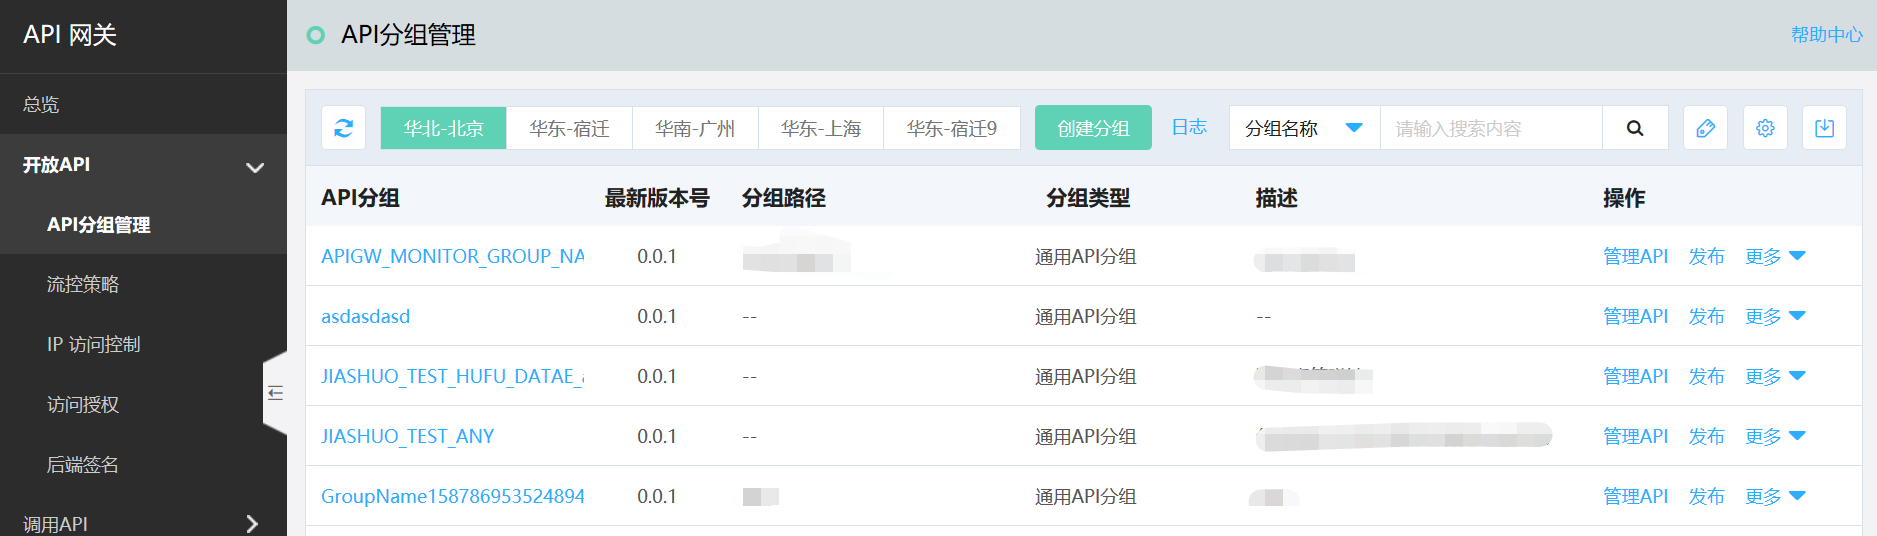 API 网关
总览
开放API
API分组管理
流控策略
IP 访问控制
访问授权
后端签名
调用API
API分组管理 帮助中心
华北-北京 华东-宿迁 华南-广州 华东-上海 华东-宿迁9 创建分组 日志 分组名称 请输入搜索内容
API分组 最新版本号 分组路径 分组类型 描述 操作
APIGW_MONITOR_GROUP_NA 0.0.1 通用API分组 管理API 发布 更多
asdasdasd 0.0.1 -- 通用API分组 -- 管理API 发布 更多
JIASHUO_TEST_HUFU_DATAE_ 0.0.1 -- 通用API分组 管理API 发布 更多
JIASHUO_TEST_ANY 0.0.1 -- 通用API分组 管理API 发布 更多
GroupName158786953524894 0.0.1 通用API分组 管理API 发布 更多